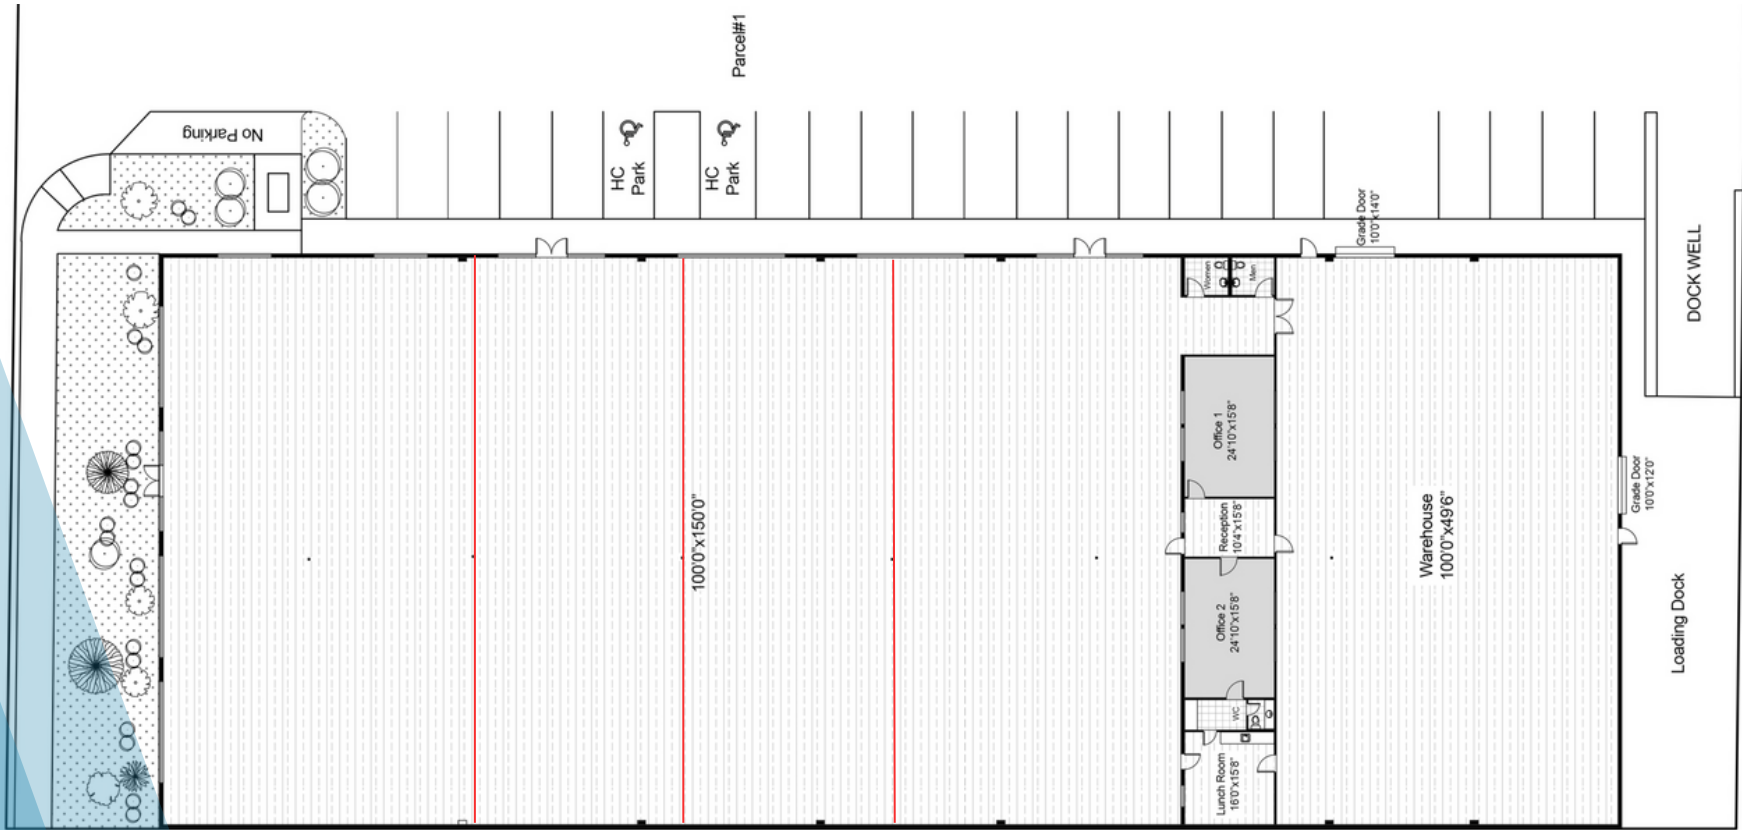 Parcel#1
No Parking
HC
Park
HC
Park
Grade Door
10'0"x14'0"
DOCK WELL
Women
Men
Office 1
24'10"x15'8"
Reception
10'4"x15'8"
100'0"x150'0"
Warehouse
100'0"x49'6"
Grade Door
10'0"x12'0"
Office 2
24'10"x15'8"
Loading Dock
WC
Lunch Room
16'0"x15'8"